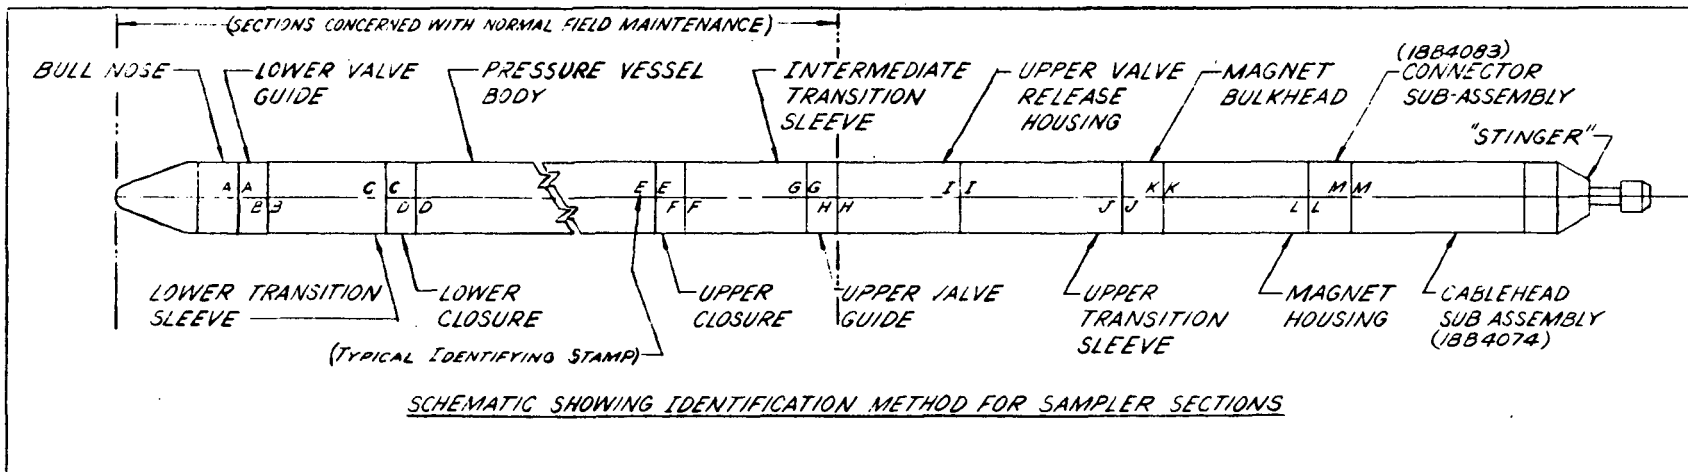 (SECTIONS CONCERNED WITH NORMAL FIELD MAINTENANCE)
BULL NOSE
LOWER VALVE
GUIDE
PRESSURE VESSEL
BODY
INTERMEDIATE
TRANSITION
SLEEVE
UPPER VALVE
RELEASE
HOUSING
MAGNET
BULKHEAD
(18B4083)
CONNECTOR
SUB-ASSEMBLY
"STINGER"
A A C C E E G G I I K K M M
B B D D F F H H J J L L
LOWER TRANSITION
SLEEVE
LOWER
CLOSURE
(TYPICAL IDENTIFYING STAMP)
UPPER
CLOSURE
UPPER VALVE
GUIDE
UPPER
TRANSITION
SLEEVE
MAGNET
HOUSING
CABLEHEAD
SUB ASSEMBLY
(18B4074)
SCHEMATIC SHOWING IDENTIFICATION METHOD FOR SAMPLER SECTIONS